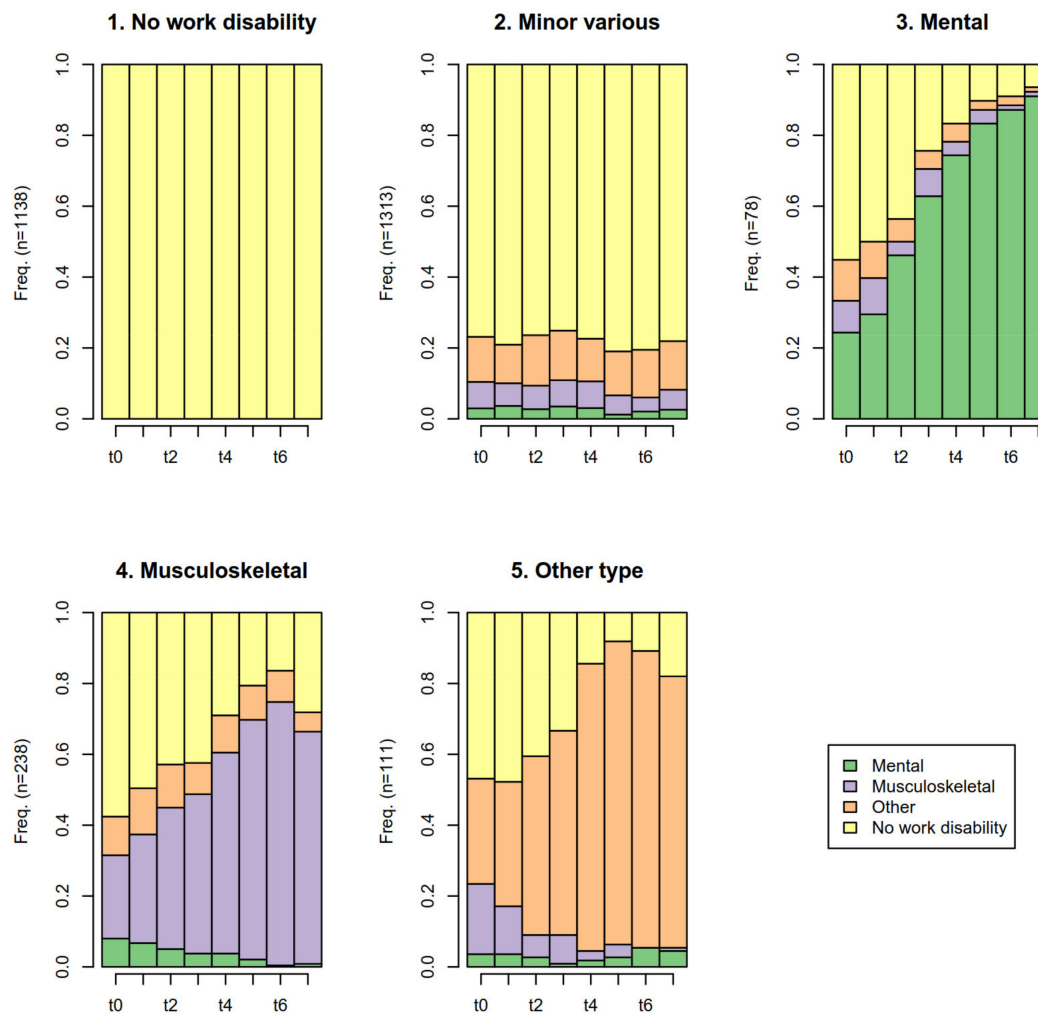 1. No work disability
Freq. (n=1138)
1.0
0.8
0.6
0.4
0.2
0.0
t0 t2 t4 t6
2. Minor various
Freq. (n=1313)
1.0
0.8
0.6
0.4
0.2
0.0
t0 t2 t4 t6
3. Mental
Freq. (n=78)
1.0
0.8
0.6
0.4
0.2
0.0
t0 t2 t4 t6
4. Musculoskeletal
Freq. (n=238)
1.0
0.8
0.6
0.4
0.2
0.0
t0 t2 t4 t6
5. Other type
Freq. (n=111)
1.0
0.8
0.6
0.4
0.2
0.0
t0 t2 t4 t6
Mental
Musculoskeletal
Other
No work disability